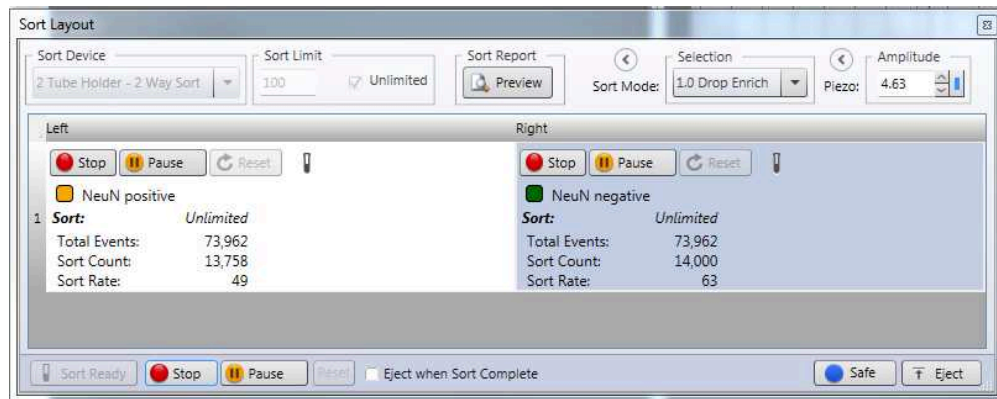 Sort Layout
Sort Device Sort Limit Sort Report Selection Amplitude
2 Tube Holder - 2 Way Sort 100 Unlimited Preview Sort Mode: 1.0 Drop Enrich Piezo: 4.63
Left Right
Stop Pause Reset Stop Pause Reset
NeuN positive NeuN negative
1 Sort: Unlimited Sort: Unlimited
Total Events: 73,962 Total Events: 73,962
Sort Count: 13,758 Sort Count: 14,000
Sort Rate: 49 Sort Rate: 63
Sort Ready Stop Pause Reset Eject when Sort Complete Safe Eject